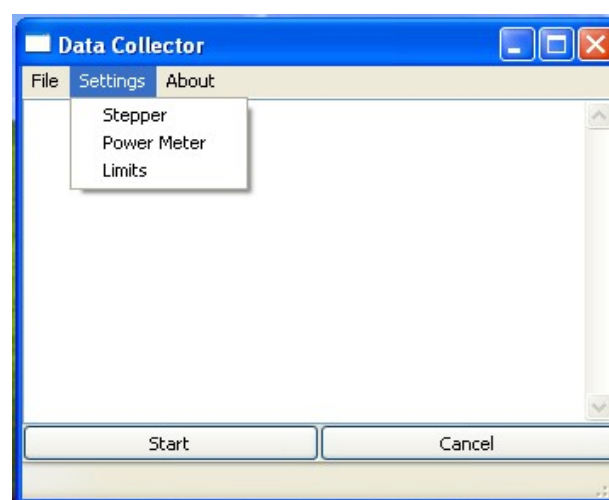 Data Collector
File Settings About
Stepper
Power Meter
Limits
Start Cancel